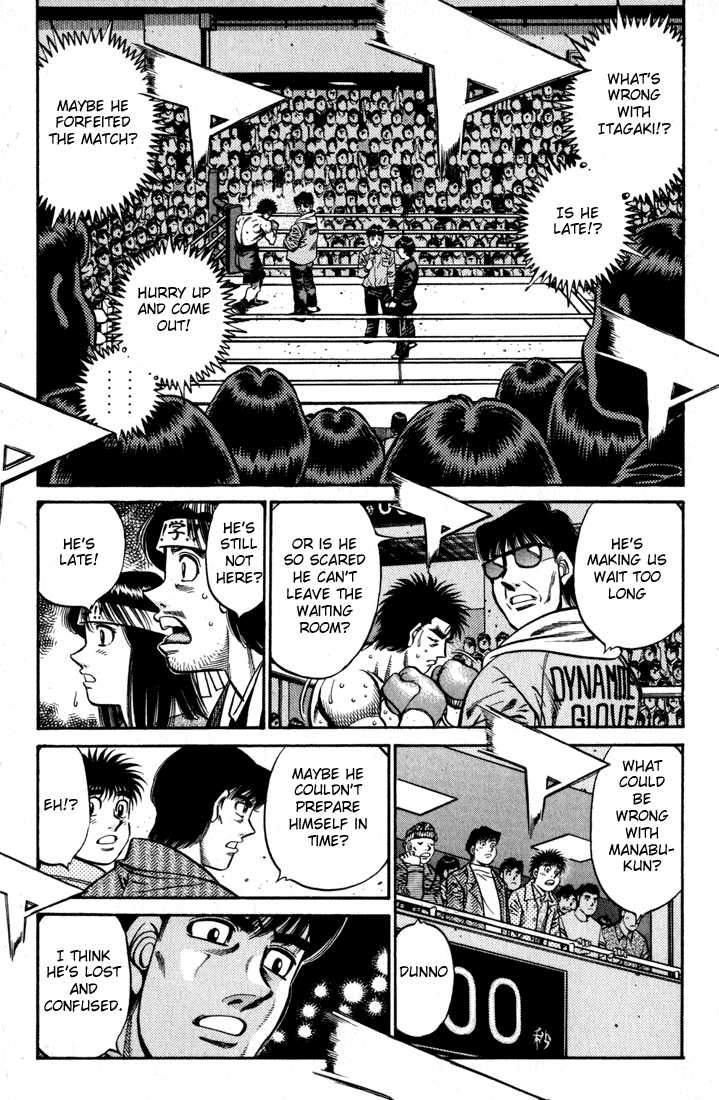 WHAT'S
WRONG
WITH
ITAGAKI!?
IS HE
LATE!?
MAYBE HE
FORFEITED
THE MATCH?
HURRY UP
AND COME
OUT!
HE'S
MAKING US
WAIT TOO
LONG
OR IS HE
SO SCARED
HE CAN'T
LEAVE THE
WAITING
ROOM?
DYNAMITE
GLOVE
HE'S
STILL
NOT
HERE?
学
HE'S
LATE!
WHAT
COULD
BE
WRONG
WITH
MANABU-
KUN?
DUNNO
00
秒
MAYBE HE
COULDN'T
PREPARE
HIMSELF IN
TIME?
EH!?
I THINK
HE'S LOST
AND
CONFUSED.